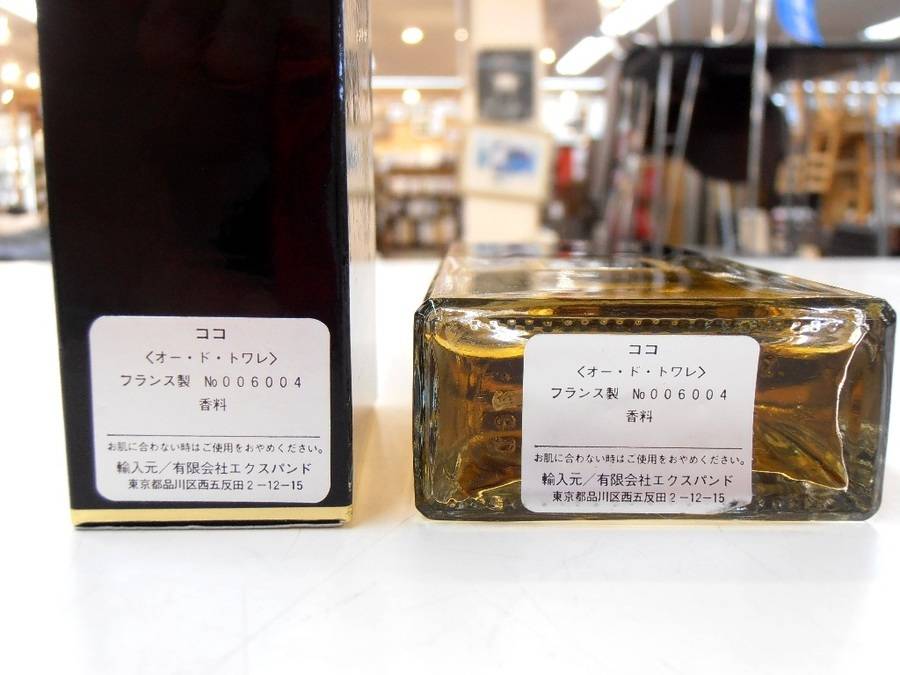 ココ
〈オー・ド・トワレ〉
フランス製 №006004
香料
お肌に合わない時はご使用をおやめください。
輸入元／有限会社エクスパンド
東京都品川区西五反田2-12-15
ココ
〈オー・ド・トワレ〉
フランス製 №006004
香料
お肌に合わない時はご使用をおやめください。
輸入元／有限会社エクスパンド
東京都品川区西五反田2-12-15